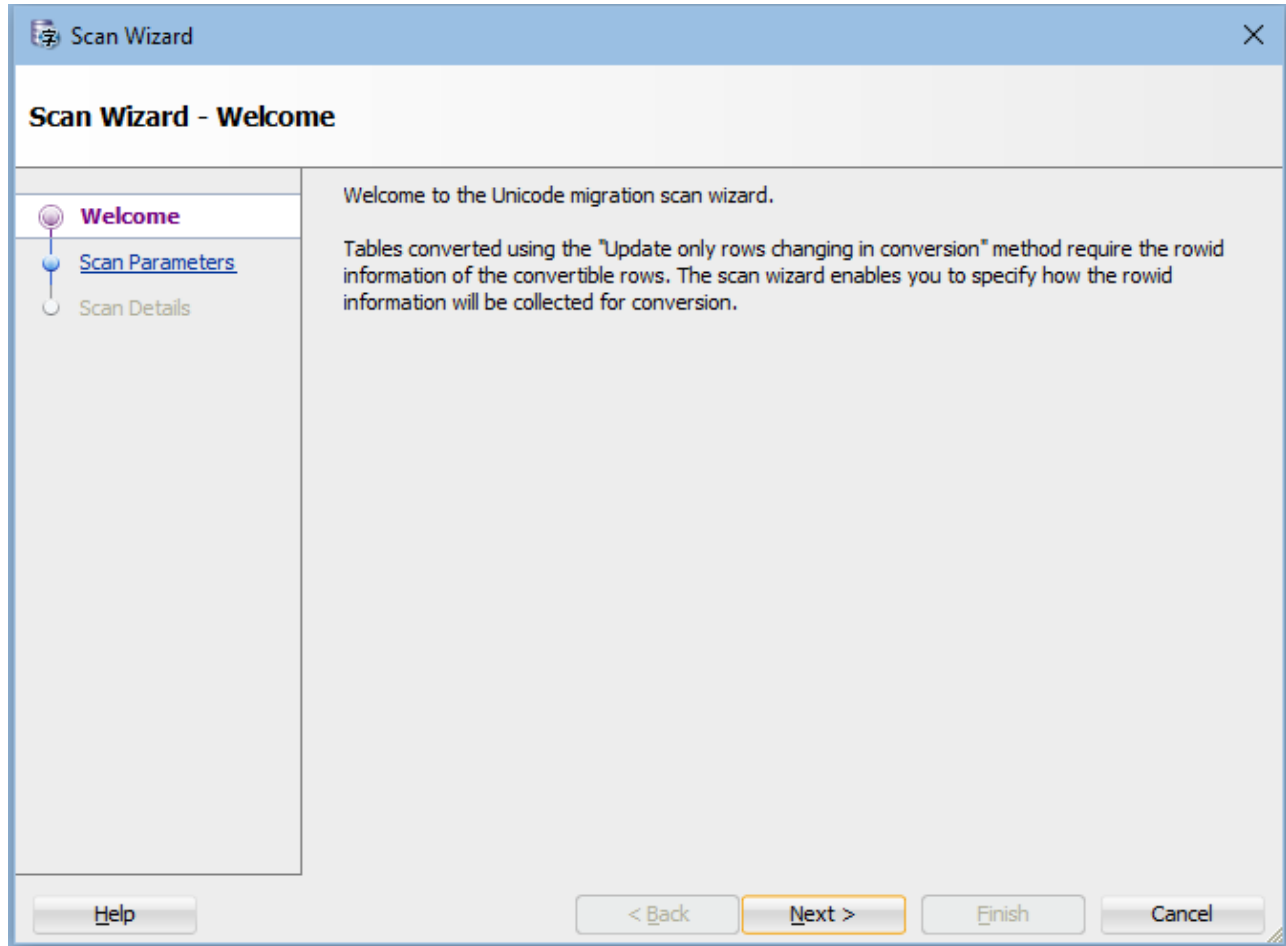 Scan Wizard
Scan Wizard - Welcome
Welcome
Scan Parameters
Scan Details
Welcome to the Unicode migration scan wizard.
Tables converted using the "Update only rows changing in conversion" method require the rowid
information of the convertible rows. The scan wizard enables you to specify how the rowid
information will be collected for conversion.
Help
< Back
Next >
Finish
Cancel